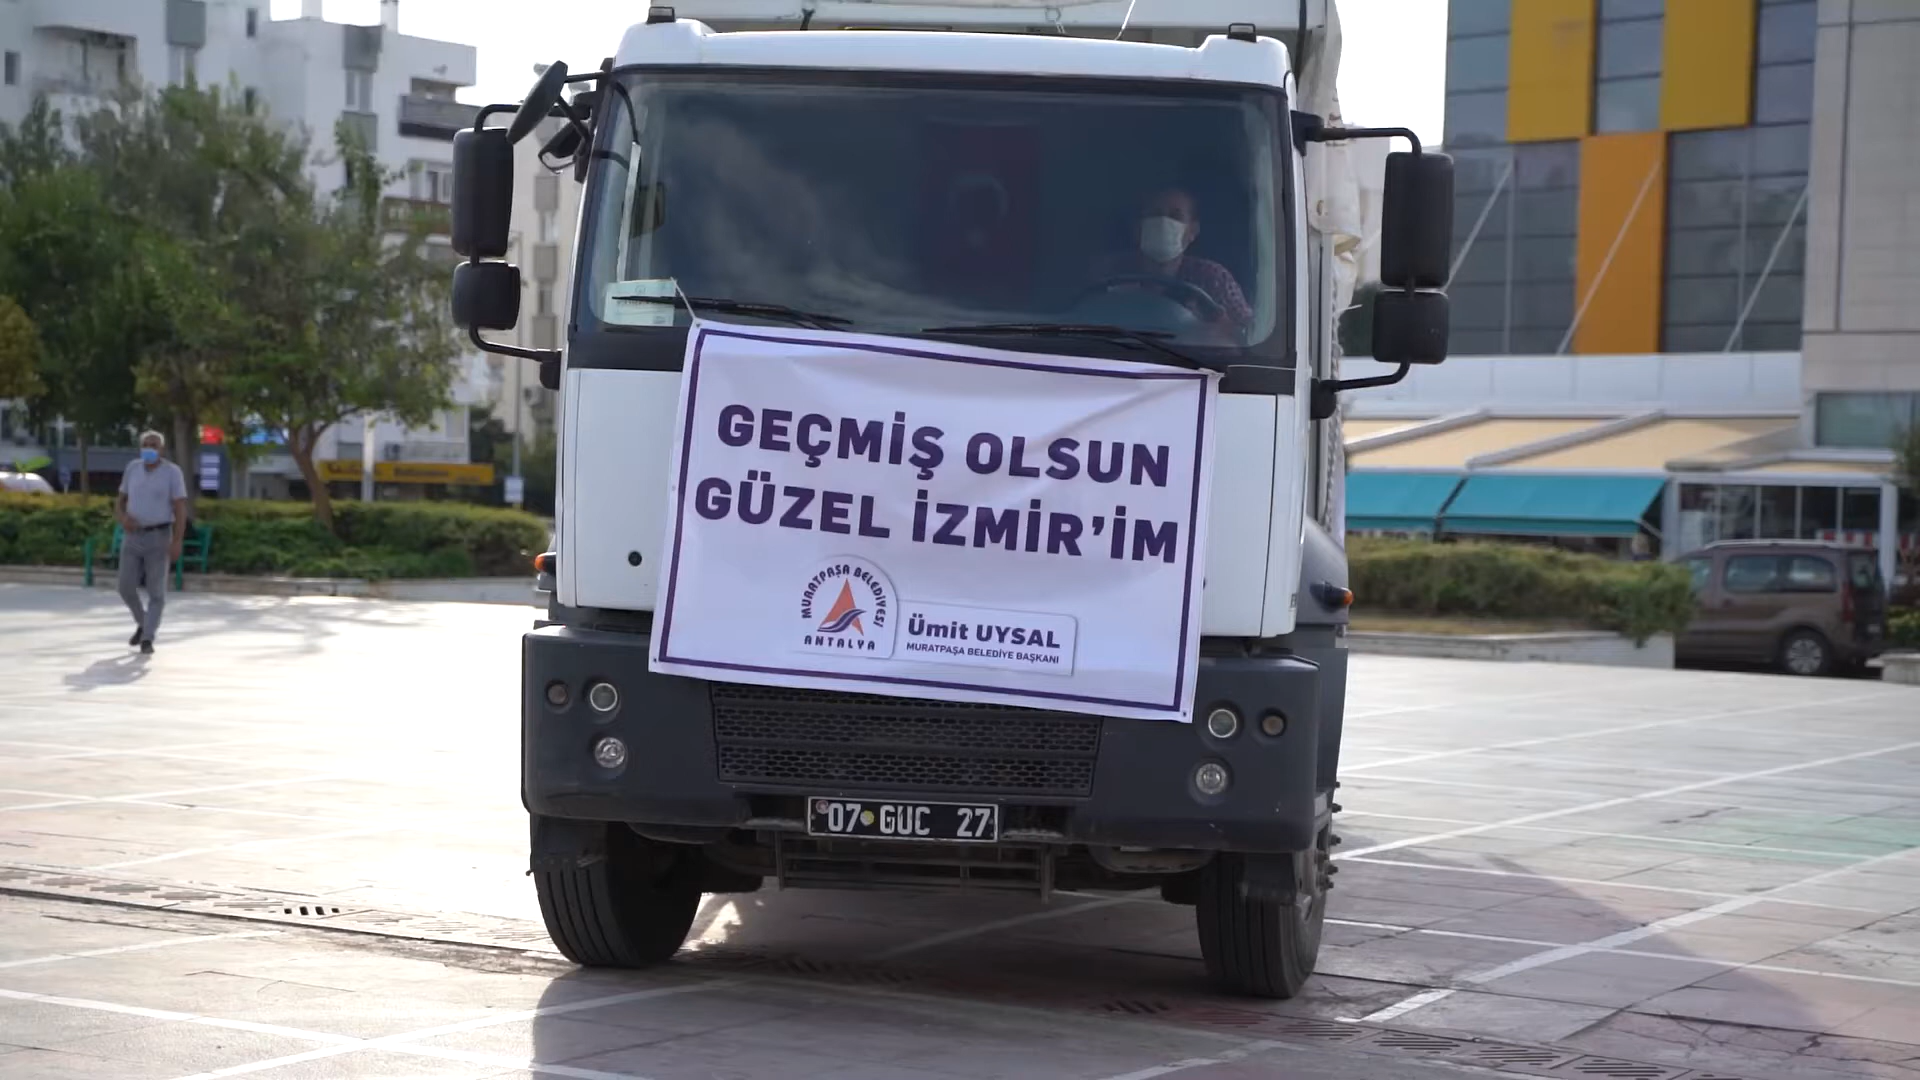 GEÇMİŞ OLSUN
GÜZEL İZMİR'İM
MURATPAŞA BELEDİYESİ
ANTALYA
Ümit UYSAL
MURATPAŞA BELEDİYE BAŞKANI
07 GUC 27